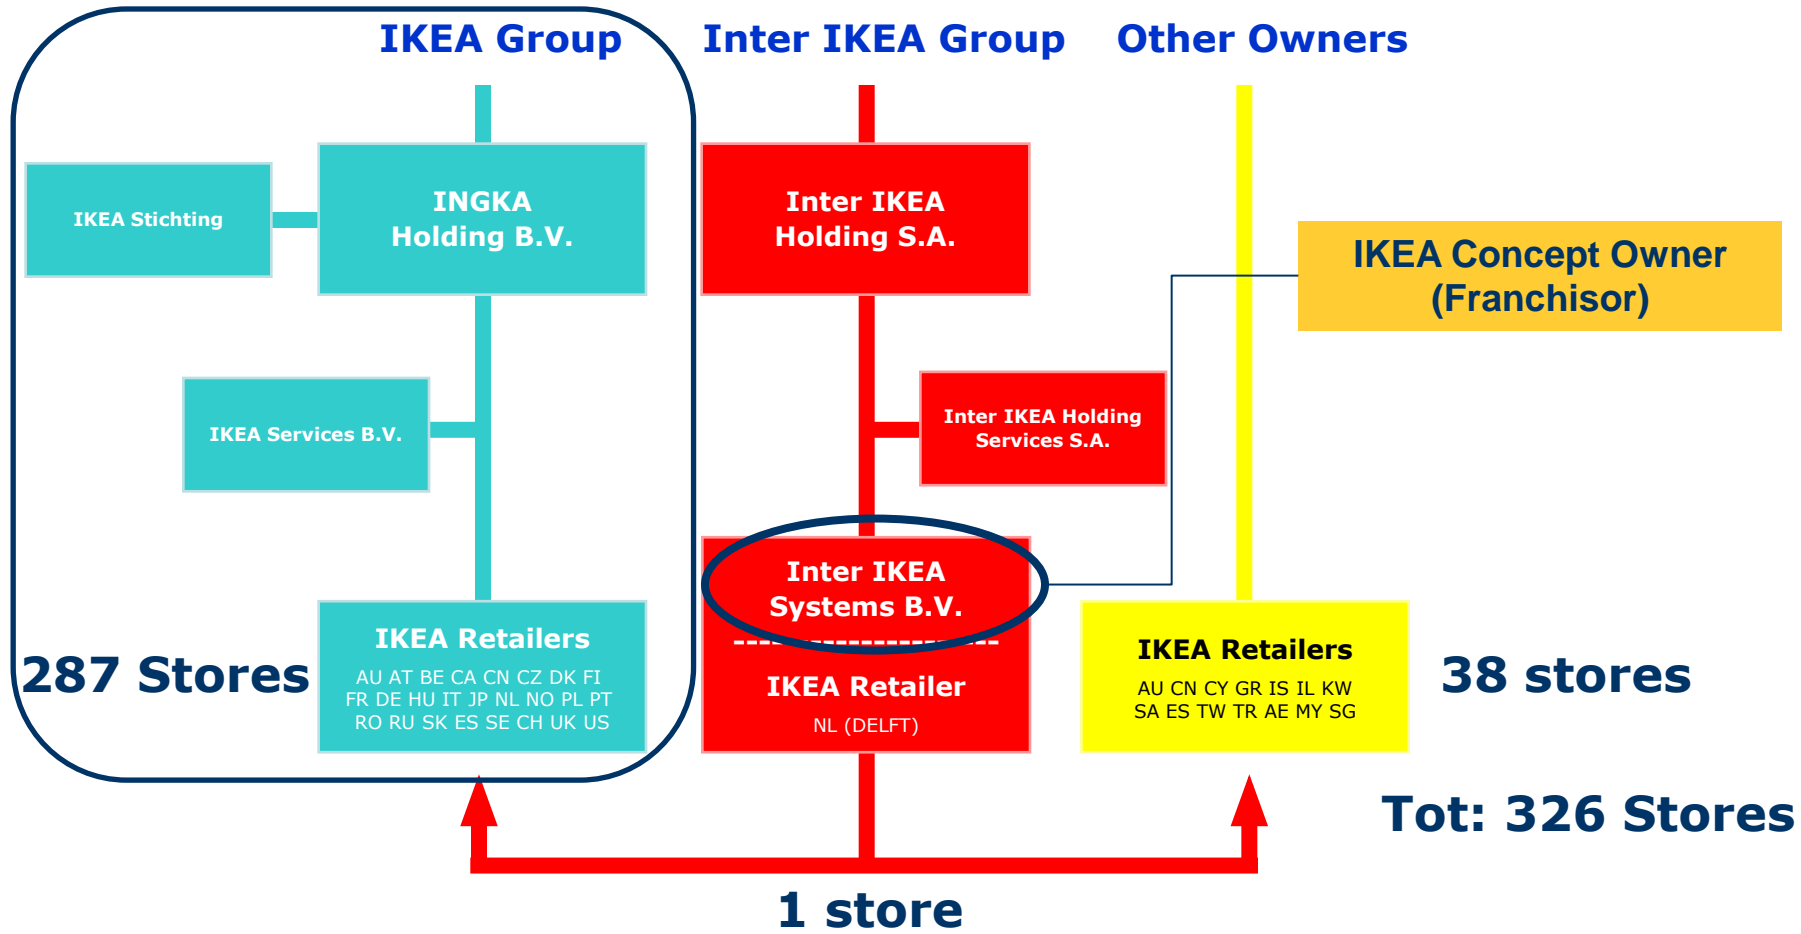 IKEA Group
Inter IKEA Group
Other Owners
IKEA Stichting
INGKA
Holding B.V.
Inter IKEA
Holding S.A.
IKEA Concept Owner
(Franchisor)
IKEA Services B.V.
Inter IKEA Holding
Services S.A.
Inter IKEA
Systems B.V.
--------------------
IKEA Retailer
NL (DELFT)
287 Stores
IKEA Retailers
AU AT BE CA CN CZ DK FI
FR DE HU IT JP NL NO PL PT
RO RU SK ES SE CH UK US
IKEA Retailers
AU CN CY GR IS IL KW
SA ES TW TR AE MY SG
38 stores
Tot: 326 Stores
1 store